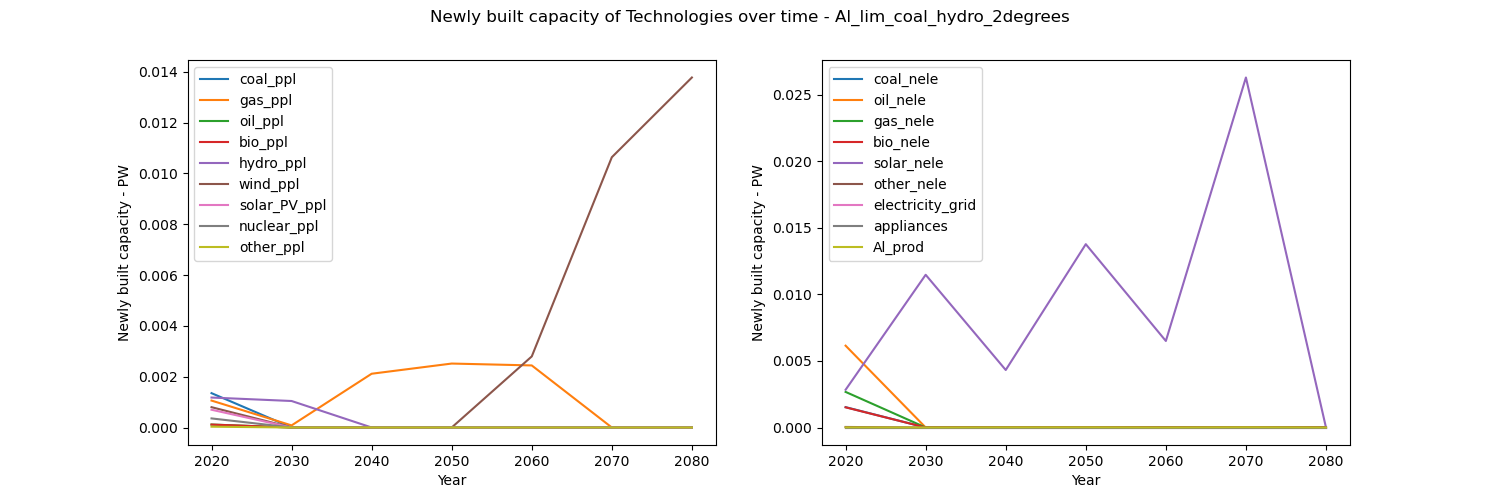 Newly built capacity of Technologies over time - Al_lim_coal_hydro_2degrees
Newly built capacity - PW
0.014
0.012
0.010
0.008
0.006
0.004
0.002
0.000
coal_ppl
gas_ppl
oil_ppl
bio_ppl
hydro_ppl
wind_ppl
solar_PV_ppl
nuclear_ppl
other_ppl
2020 2030 2040 2050 2060 2070 2080
Year
Newly built capacity - PW
0.025
0.020
0.015
0.010
0.005
0.000
coal_nele
oil_nele
gas_nele
bio_nele
solar_nele
other_nele
electricity_grid
appliances
Al_prod
2020 2030 2040 2050 2060 2070 2080
Year